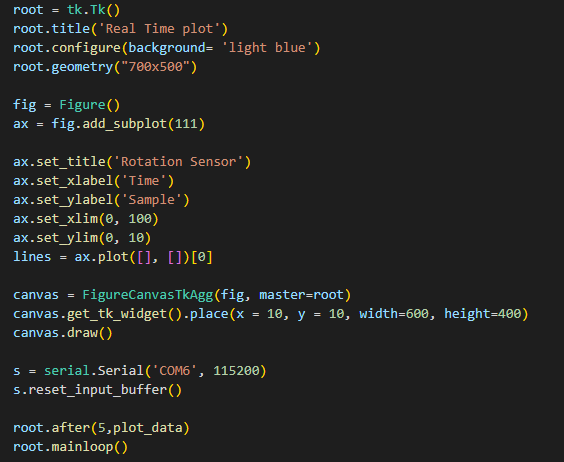 root = tk.Tk()
root.title('Real Time plot')
root.configure(background= 'light blue')
root.geometry("700x500")

fig = Figure()
ax = fig.add_subplot(111)

ax.set_title('Rotation Sensor')
ax.set_xlabel('Time')
ax.set_ylabel('Sample')
ax.set_xlim(0, 100)
ax.set_ylim(0, 10)
lines = ax.plot([], [])[0]

canvas = FigureCanvasTkAgg(fig, master=root)
canvas.get_tk_widget().place(x = 10, y = 10, width=600, height=400)
canvas.draw()

s = serial.Serial('COM6', 115200)
s.reset_input_buffer()

root.after(5,plot_data)
root.mainloop()